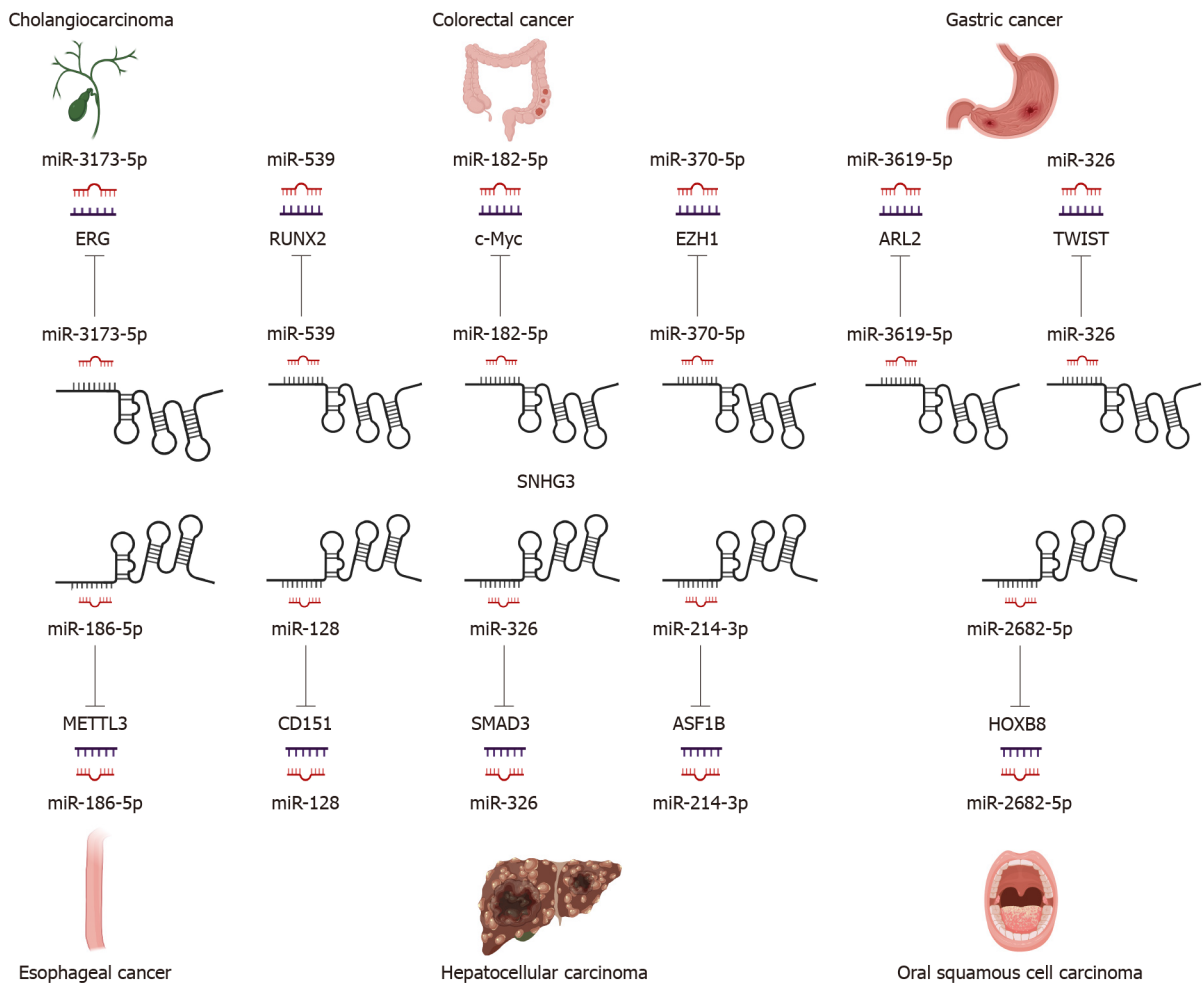 Cholangiocarcinoma
Colorectal cancer
Gastric cancer
miR-3173-5p
miR-539
miR-182-5p
miR-370-5p
miR-3619-5p
miR-326
ERG
RUNX2
c-Myc
EZH1
ARL2
TWIST
miR-3173-5p
miR-539
miR-182-5p
miR-370-5p
miR-3619-5p
miR-326
SNHG3
miR-186-5p
miR-128
miR-326
miR-214-3p
miR-2682-5p
METTL3
CD151
SMAD3
ASF1B
HOXB8
miR-186-5p
miR-128
miR-326
miR-214-3p
miR-2682-5p
Esophageal cancer
Hepatocellular carcinoma
Oral squamous cell carcinoma